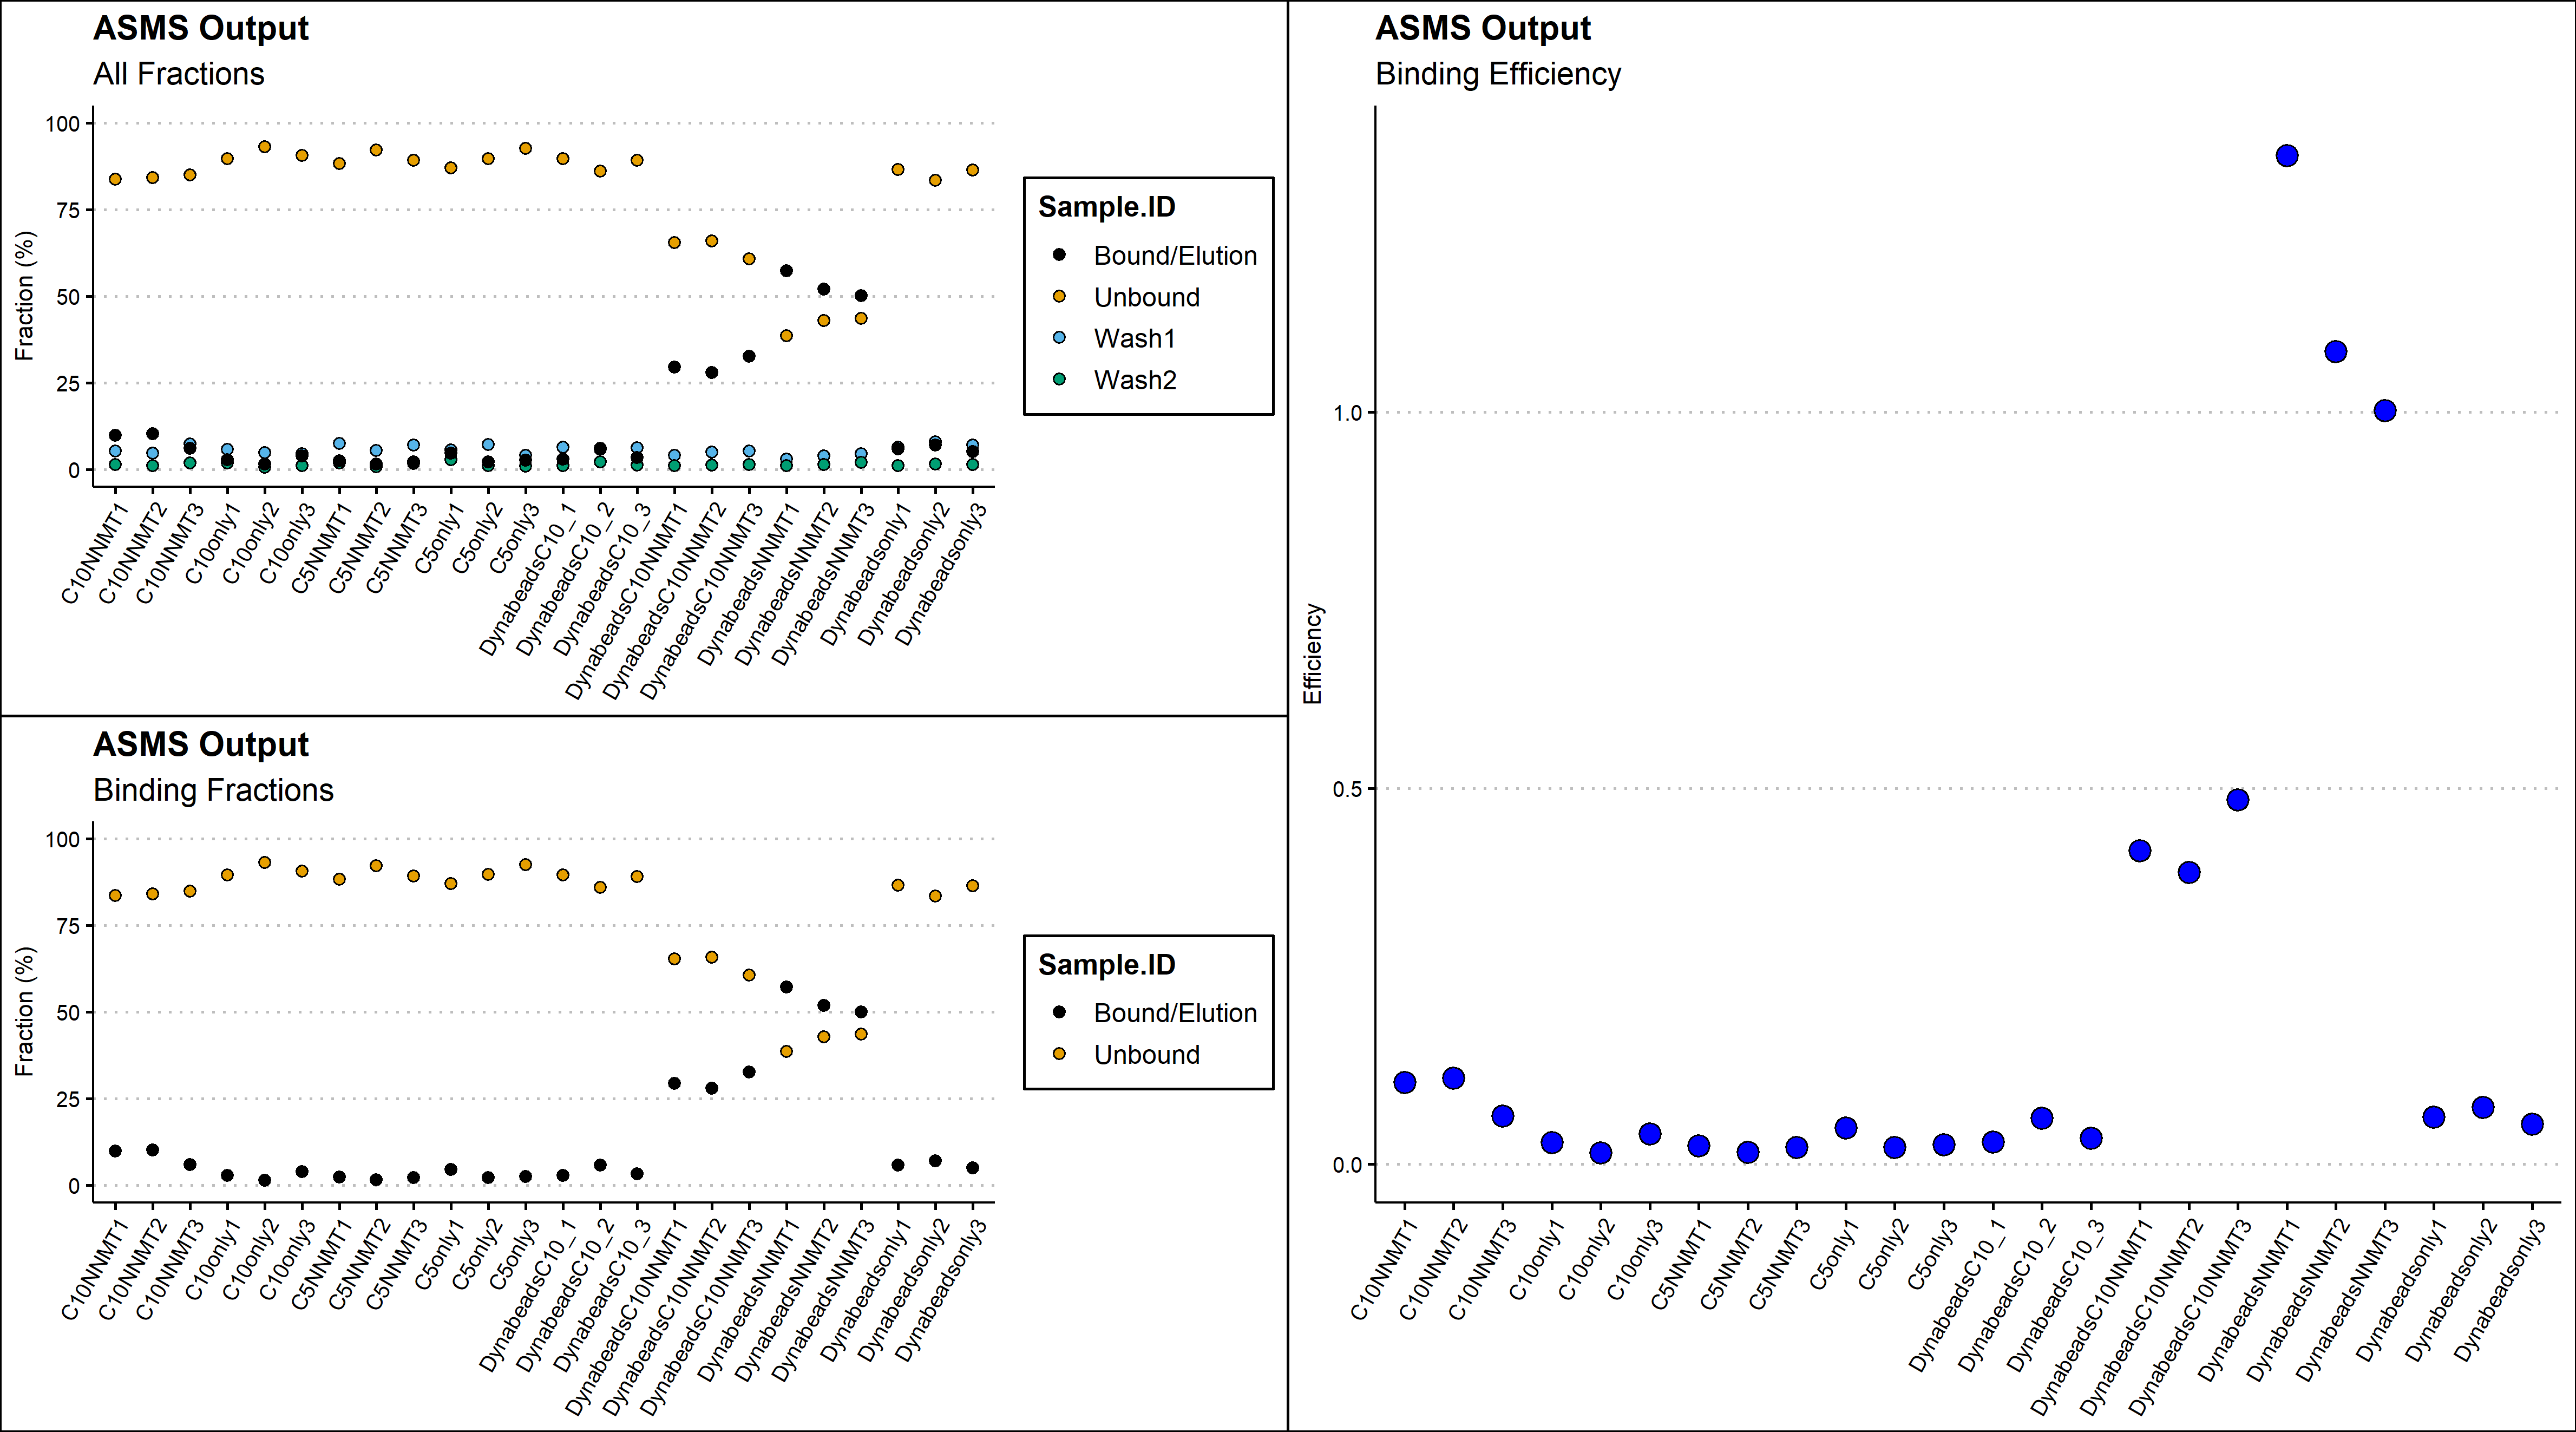 ASMS Output
All Fractions
Fraction (%)
100
75
50
25
0
C10NNMT1
C10NNMT2
C10NNMT3
C10only1
C10only2
C10only3
C5NNMT1
C5NNMT2
C5NNMT3
C5only1
C5only2
C5only3
DynabeadsC10_1
DynabeadsC10_2
DynabeadsC10_3
DynabeadsC10NNMT1
DynabeadsC10NNMT2
DynabeadsC10NNMT3
DynabeadsNNMT1
DynabeadsNNMT2
DynabeadsNNMT3
Dynabeadsonly1
Dynabeadsonly2
Dynabeadsonly3
Sample.ID
Bound/Elution
Unbound
Wash1
Wash2
ASMS Output
Binding Fractions
Fraction (%)
100
75
50
25
0
C10NNMT1
C10NNMT2
C10NNMT3
C10only1
C10only2
C10only3
C5NNMT1
C5NNMT2
C5NNMT3
C5only1
C5only2
C5only3
DynabeadsC10_1
DynabeadsC10_2
DynabeadsC10_3
DynabeadsC10NNMT1
DynabeadsC10NNMT2
DynabeadsC10NNMT3
DynabeadsNNMT1
DynabeadsNNMT2
DynabeadsNNMT3
Dynabeadsonly1
Dynabeadsonly2
Dynabeadsonly3
Sample.ID
Bound/Elution
Unbound
ASMS Output
Binding Efficiency
Efficiency
1.0
0.5
0.0
C10NNMT1
C10NNMT2
C10NNMT3
C10only1
C10only2
C10only3
C5NNMT1
C5NNMT2
C5NNMT3
C5only1
C5only2
C5only3
DynabeadsC10_1
DynabeadsC10_2
DynabeadsC10_3
DynabeadsC10NNMT1
DynabeadsC10NNMT2
DynabeadsC10NNMT3
DynabeadsNNMT1
DynabeadsNNMT2
DynabeadsNNMT3
Dynabeadsonly1
Dynabeadsonly2
Dynabeadsonly3